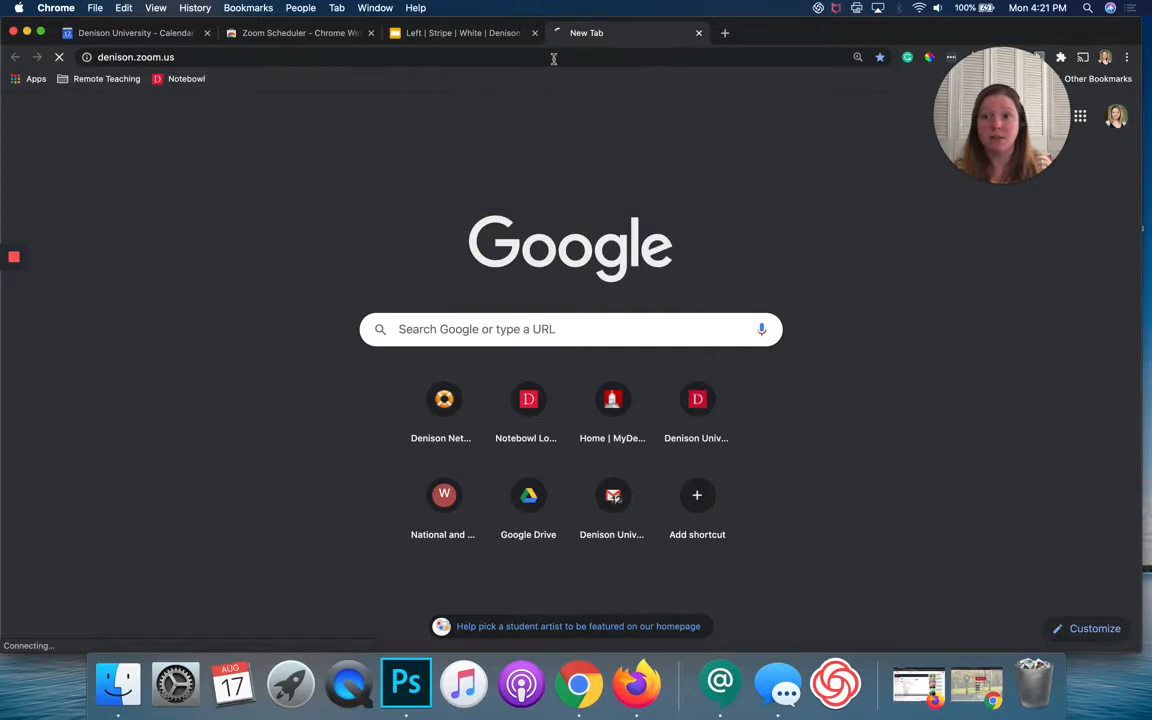 Chrome File Edit View History Bookmarks People Tab Window Help 100% Mon 4:21 PM
Denison University - Calenda Zoom Scheduler - Chrome We Left | Stripe | White | Denison New Tab
denison.zoom.us
Apps Remote Teaching Notebowl Other Bookmarks
Google
Search Google or type a URL
Denison Net... Notebowl Lo... Home | MyDe... Denison Univ...
W
National and ... Google Drive Denison Univ... Add shortcut
Help pick a student artist to be featured on our homepage
Customize
Connecting...
AUG
17
Ps